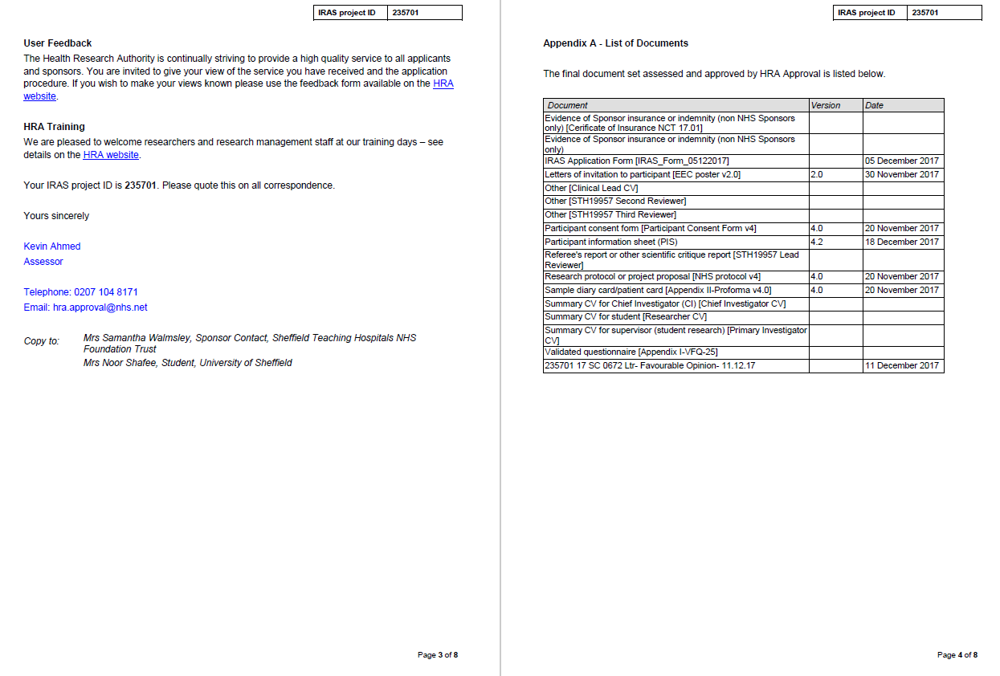 IRAS project ID 235701
User Feedback
The Health Research Authority is continually striving to provide a high quality service to all applicants
and sponsors. You are invited to give your view of the service you have received and the application
procedure. If you wish to make your views known please use the feedback form available on the HRA
website.
HRA Training
We are pleased to welcome researchers and research management staff at our training days – see
details on the HRA website.
Your IRAS project ID is 235701. Please quote this on all correspondence.
Yours sincerely
Kevin Ahmed
Assessor
Telephone: 0207 104 8171
Email: hra.approval@nhs.net
Copy to: Mrs Samantha Walmsley, Sponsor Contact, Sheffield Teaching Hospitals NHS
Foundation Trust
Mrs Noor Shafee, Student, University of Sheffield
Page 3 of 8
IRAS project ID 235701
Appendix A - List of Documents
The final document set assessed and approved by HRA Approval is listed below.
Document Version Date
Evidence of Sponsor insurance or indemnity (non NHS Sponsors
only) [Cerificate of Insurance NCT 17.01]
Evidence of Sponsor insurance or indemnity (non NHS Sponsors
only)
IRAS Application Form [IRAS_Form_05122017] 05 December 2017
Letters of invitation to participant [EEC poster v2.0] 2.0 30 November 2017
Other [Clinical Lead CV]
Other [STH19957 Second Reviewer]
Other [STH19957 Third Reviewer]
Participant consent form [Participant Consent Form v4] 4.0 20 November 2017
Participant information sheet (PIS) 4.2 18 December 2017
Referee's report or other scientific critique report [STH19957 Lead
Reviewer]
Research protocol or project proposal [NHS protocol v4] 4.0 20 November 2017
Sample diary card/patient card [Appendix II-Proforma v4.0] 4.0 20 November 2017
Summary CV for Chief Investigator (CI) [Chief Investigator CV]
Summary CV for student [Researcher CV]
Summary CV for supervisor (student research) [Primary Investigator
CV]
Validated questionnaire [Appendix I-VFQ-25]
235701 17 SC 0672 Ltr- Favourable Opinion- 11.12.17 11 December 2017
Page 4 of 8